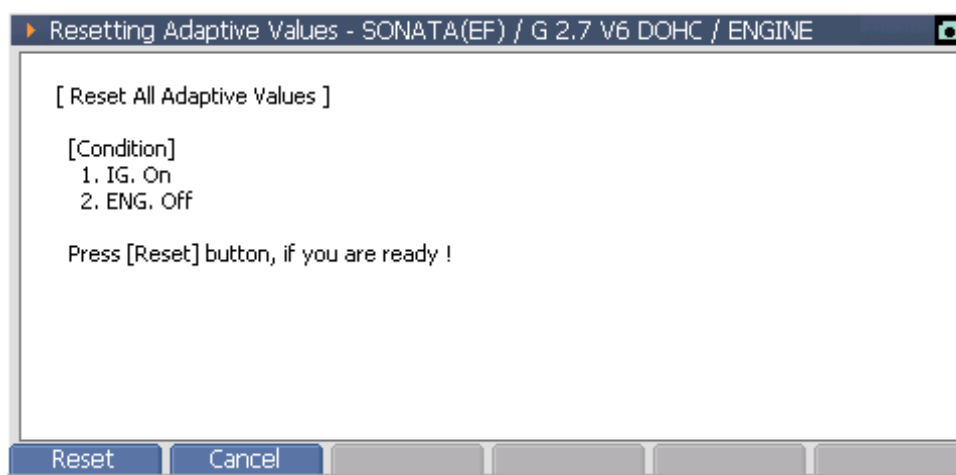 Resetting Adaptive Values - SONATA(EF) / G 2.7 V6 DOHC / ENGINE
[ Reset All Adaptive Values ]
[Condition]
1. IG. On
2. ENG. Off
Press [Reset] button, if you are ready !
Reset
Cancel